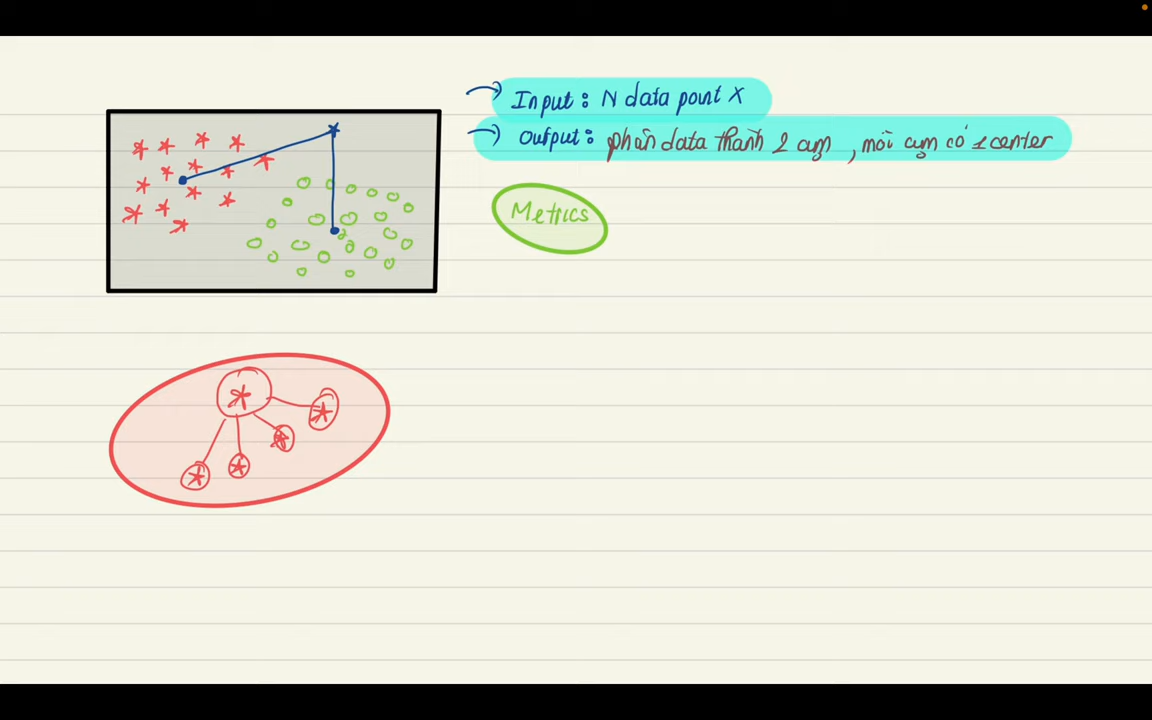 Input: N data point X
Output: phân data thành 2 cụm, mỗi cụm có 1 center
Metrics